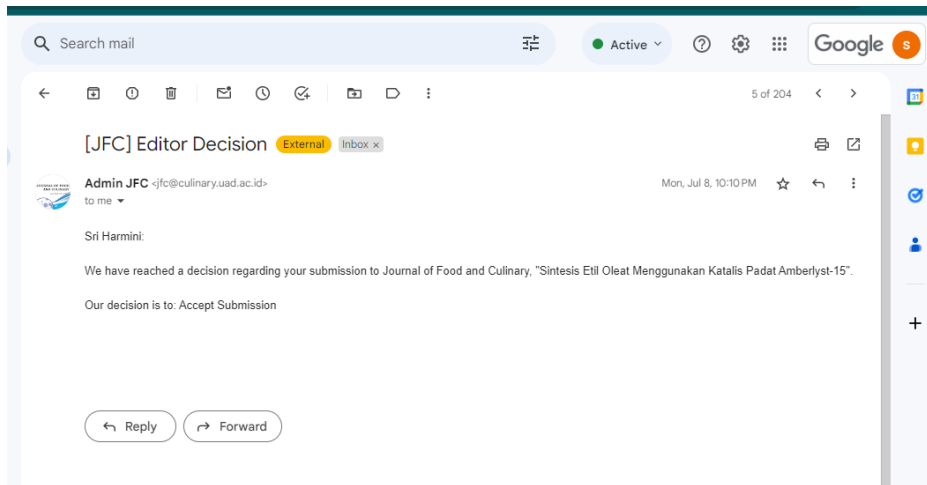 Search mail
Active
Google
s
5 of 204
31
[JFC] Editor Decision External Inbox ×
Admin JFC <jfc@culinary.uad.ac.id>
Mon, Jul 8, 10:10 PM
to me
Sri Harmini:
We have reached a decision regarding your submission to Journal of Food and Culinary, "Sintesis Etil Oleat Menggunakan Katalis Padat Amberlyst-15".
Our decision is to: Accept Submission
Reply
Forward